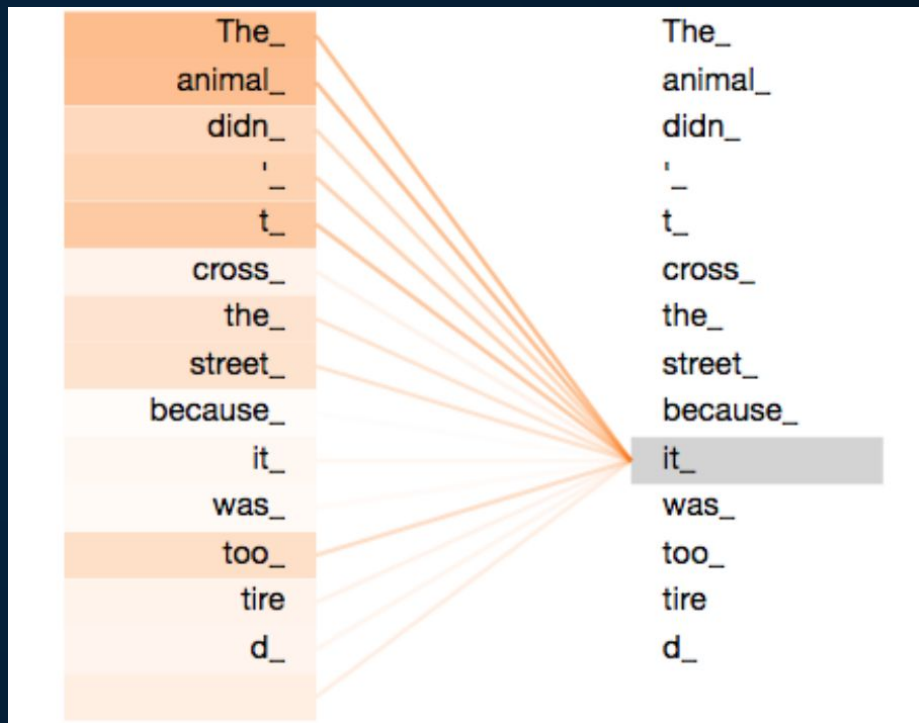 The_
animal_
didn_
'_
t_
cross_
the_
street_
because_
it_
was_
too_
tire
d_
The_
animal_
didn_
'_
t_
cross_
the_
street_
because_
it_
was_
too_
tire
d_